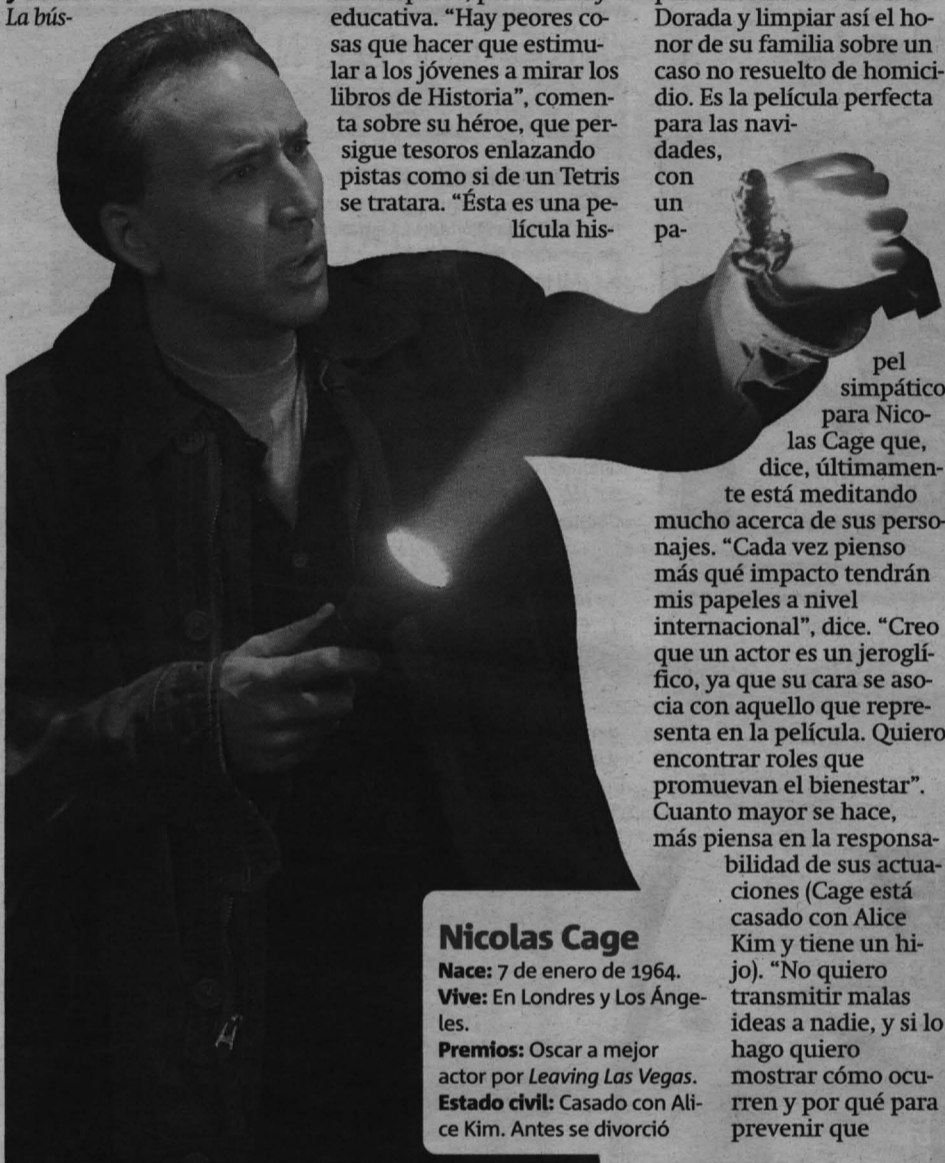 La bús-
educativa. “Hay peores co-
sas que hacer que estimu-
lar a los jóvenes a mirar los
libros de Historia”, comen-
ta sobre su héroe, que per-
sigue tesoros enlazando
pistas como si de un Tetris
se tratara. “Ésta es una pe-
lícula his-
Dorada y limpiar así el ho-
nor de su familia sobre un
caso no resuelto de homici-
dio. Es la película perfecta
para las navi-
dades,
con
un
pa-
pel
simpático
para Nico-
las Cage que,
dice, últimamen-
te está meditando
mucho acerca de sus perso-
najes. “Cada vez pienso
más qué impacto tendrán
mis papeles a nivel
internacional”, dice. “Creo
que un actor es un jeroglí-
fico, ya que su cara se aso-
cia con aquello que repre-
senta en la película. Quiero
encontrar roles que
promuevan el bienestar”.
Cuanto mayor se hace,
más piensa en la responsa-
bilidad de sus actua-
ciones (Cage está
casado con Alice
Kim y tiene un hi-
jo). “No quiero
transmitir malas
ideas a nadie, y si lo
hago quiero
mostrar cómo ocu-
rren y por qué para
prevenir que
Nicolas Cage
Nace: 7 de enero de 1964.
Vive: En Londres y Los Ánge-
les.
Premios: Oscar a mejor
actor por Leaving Las Vegas.
Estado civil: Casado con Ali-
ce Kim. Antes se divorció